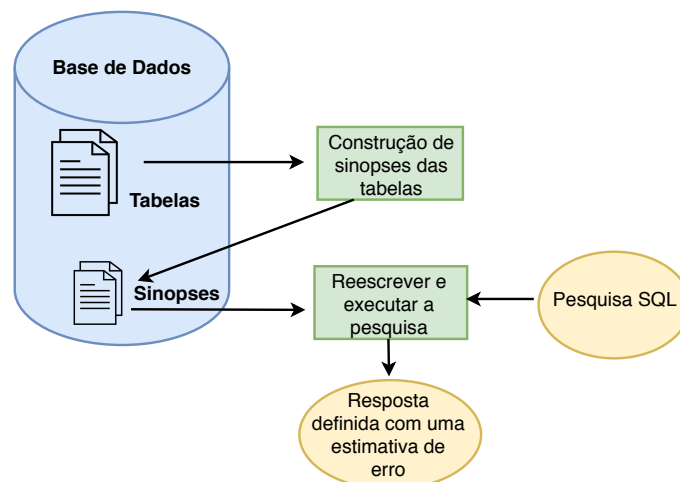 Base de Dados
Construção de
sinopses das
tabelas
Tabelas
Sinopses
Reescrever e
executar a
pesquisa
Pesquisa SQL
Resposta
definida com uma
estimativa de
erro